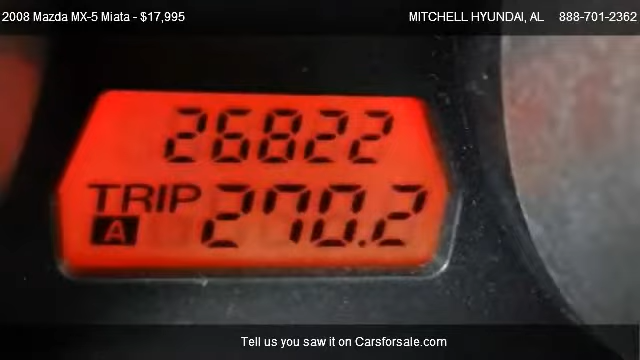 2008 Mazda MX-5 Miata - $17,995 MITCHELL HYUNDAI, AL 888-701-2362
26822
TRIP 270.2
A
Tell us you saw it on Carsforsale.com